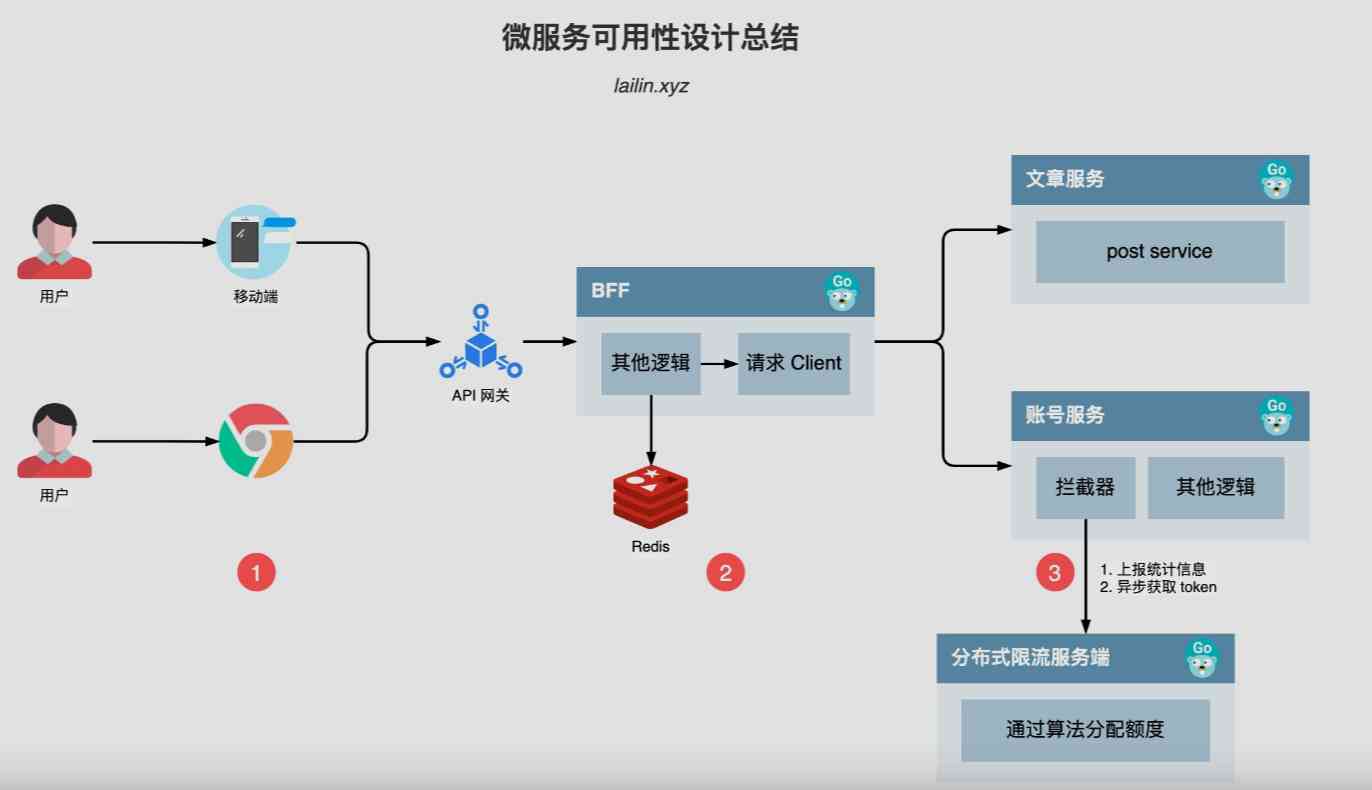 微服务可用性设计总结
lailin.xyz
用户
移动端
用户
API 网关
BFF
Go
其他逻辑
请求 Client
Redis
文章服务
Go
post service
账号服务
Go
拦截器
其他逻辑
1
2
3
1. 上报统计信息
2. 异步获取 token
分布式限流服务端
Go
通过算法分配额度